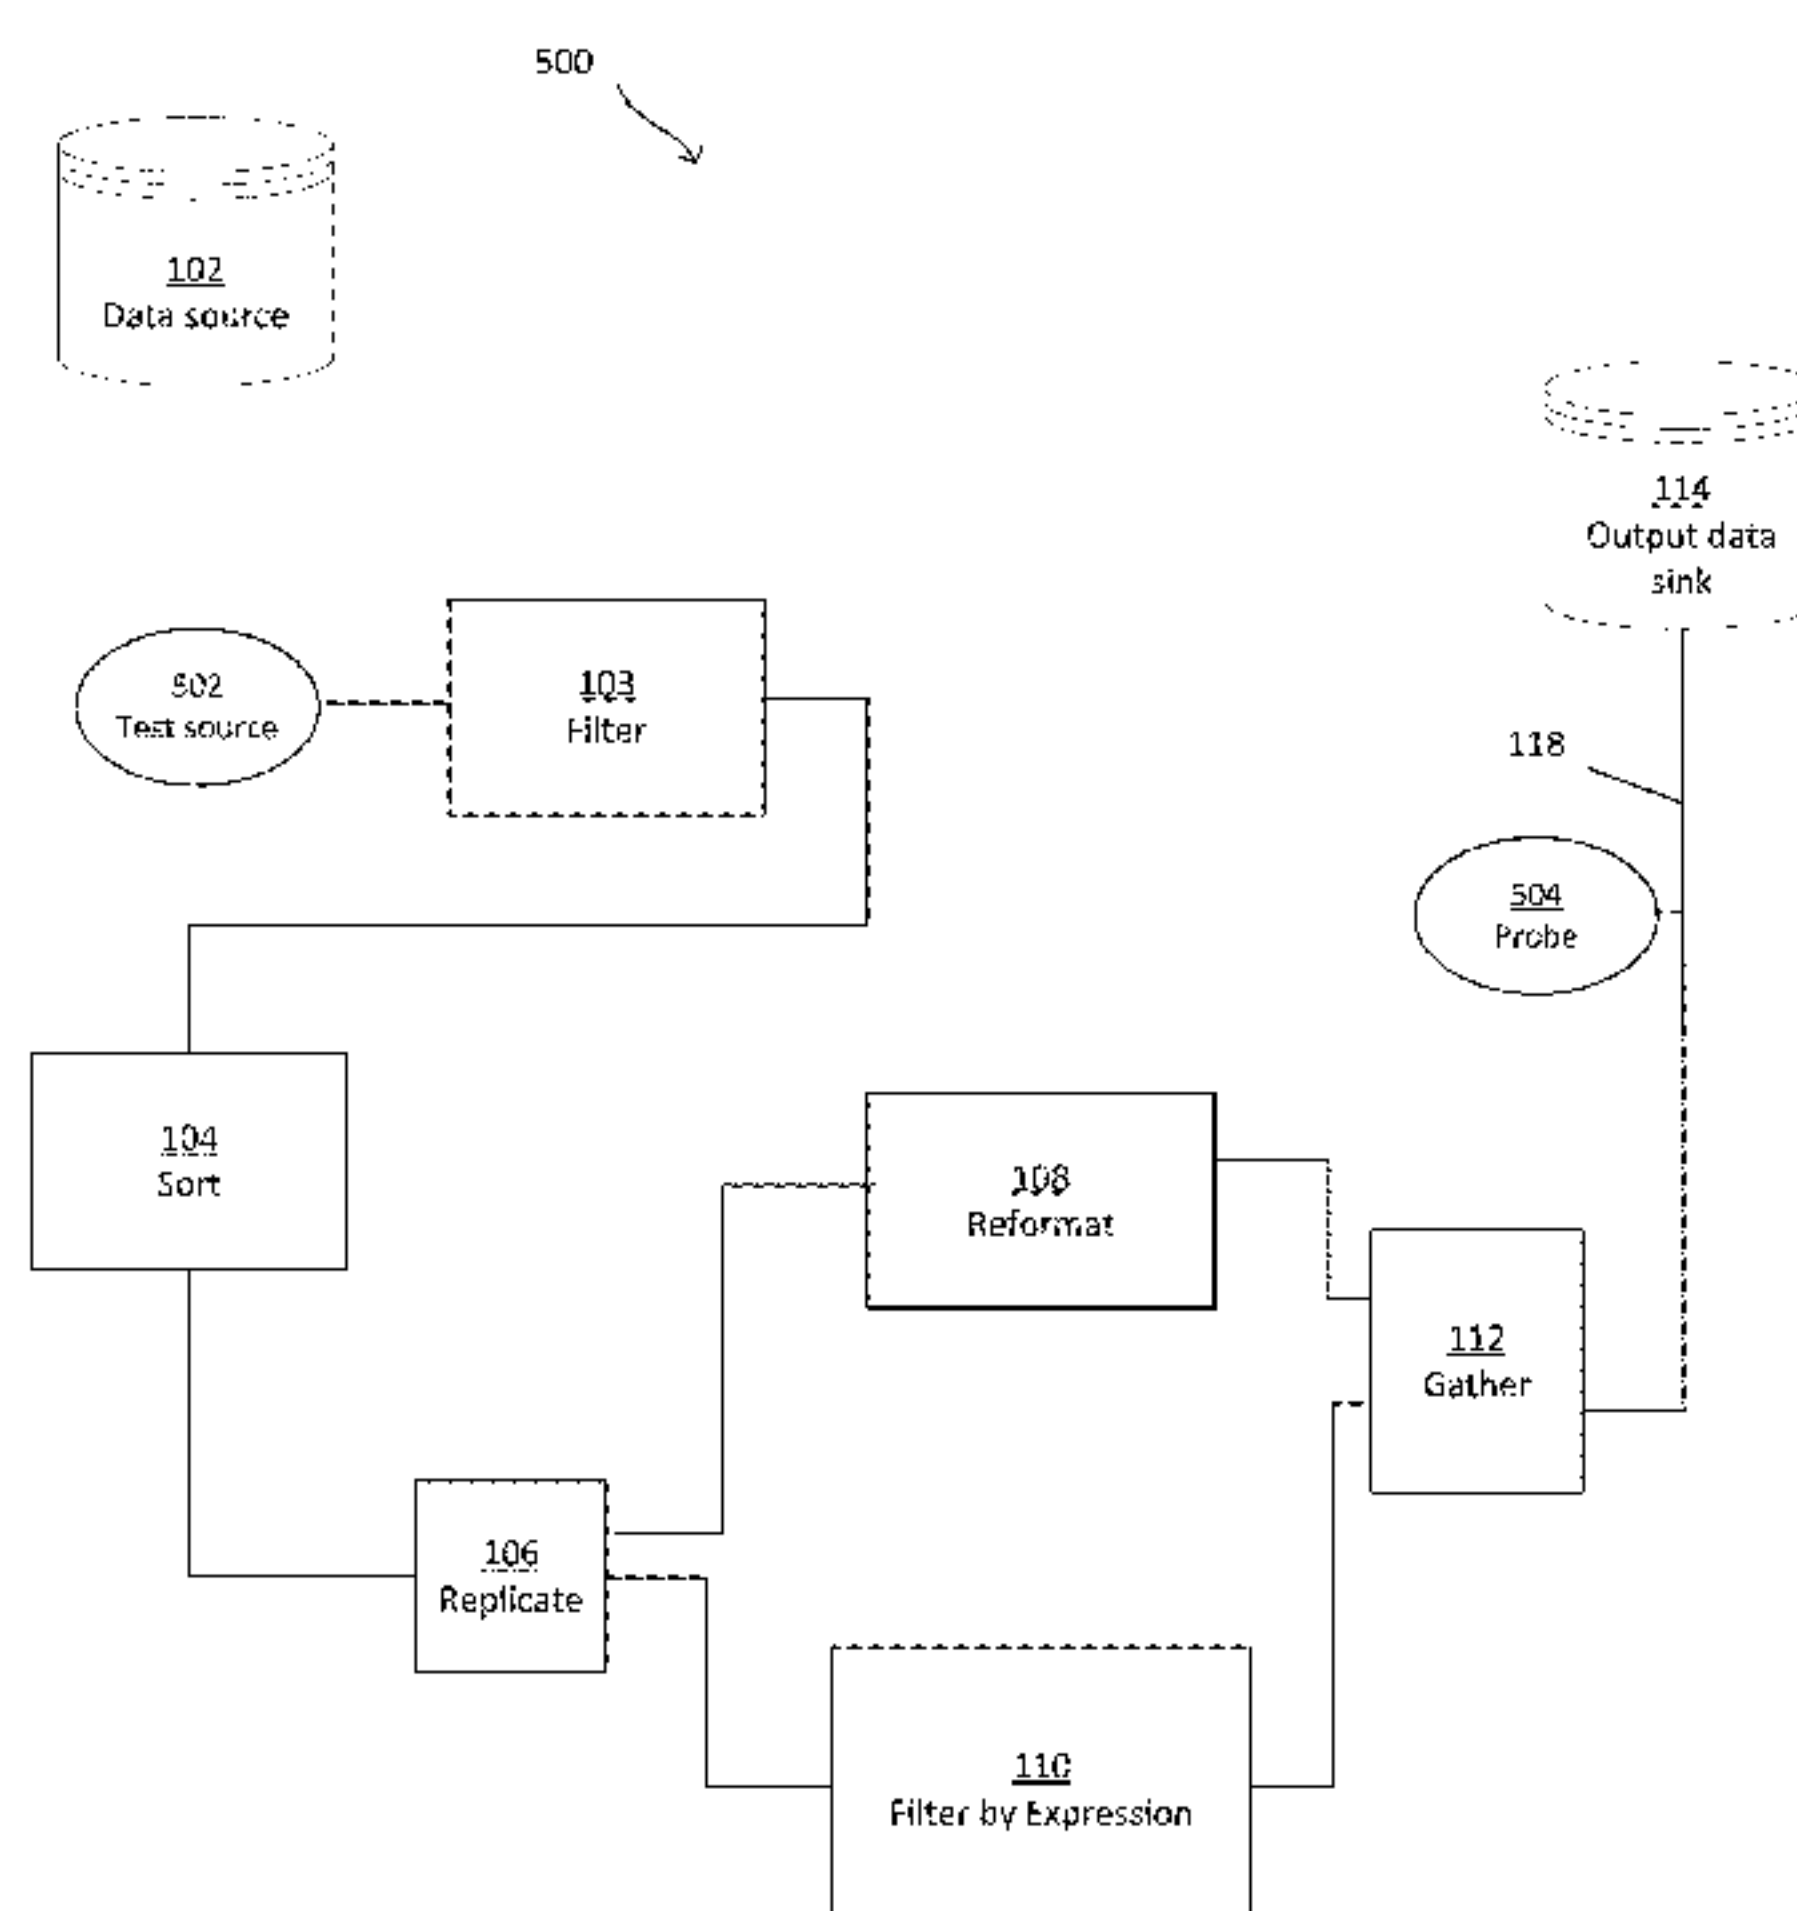 500
102
Data source
114
Output data
sink
502
Test source
103
Filter
118
504
Probe
104
Sort
108
Reformat
112
Gather
106
Replicate
110
Filter by Expression